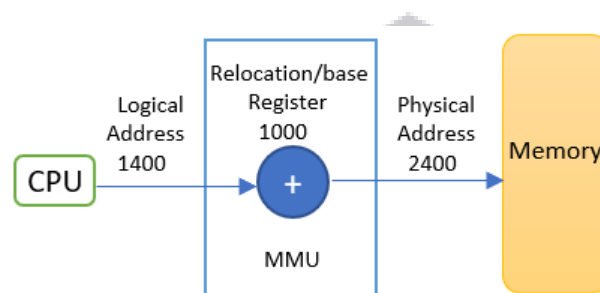 CPU
Logical
Address
1400
Relocation/base
Register
1000
+
MMU
Physical
Address
2400
Memory